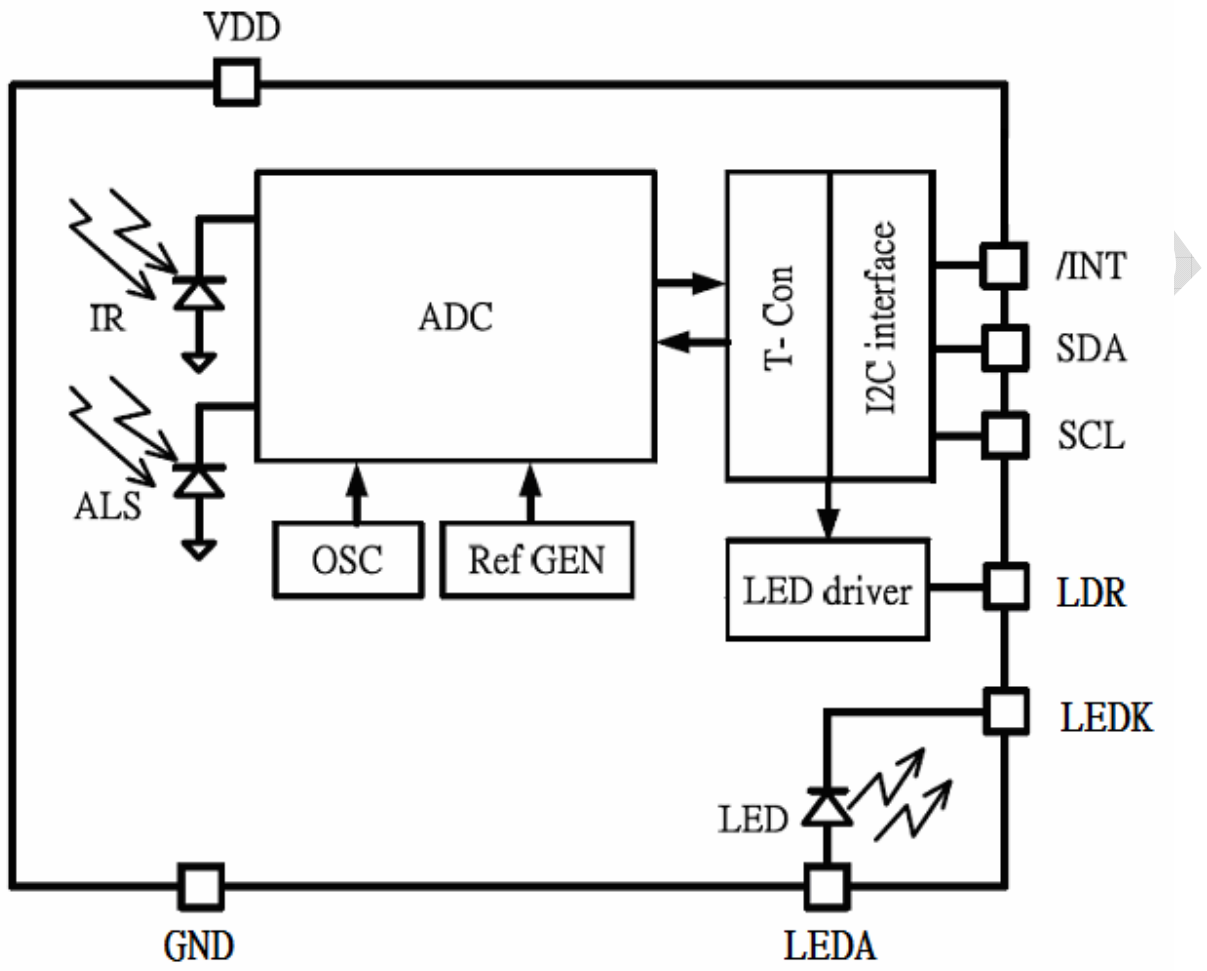 VDD
IR
ADC
T- Con
I2C interface
/INT
SDA
SCL
ALS
OSC
Ref GEN
LED driver
LDR
LEDK
LED
GND
LEDA